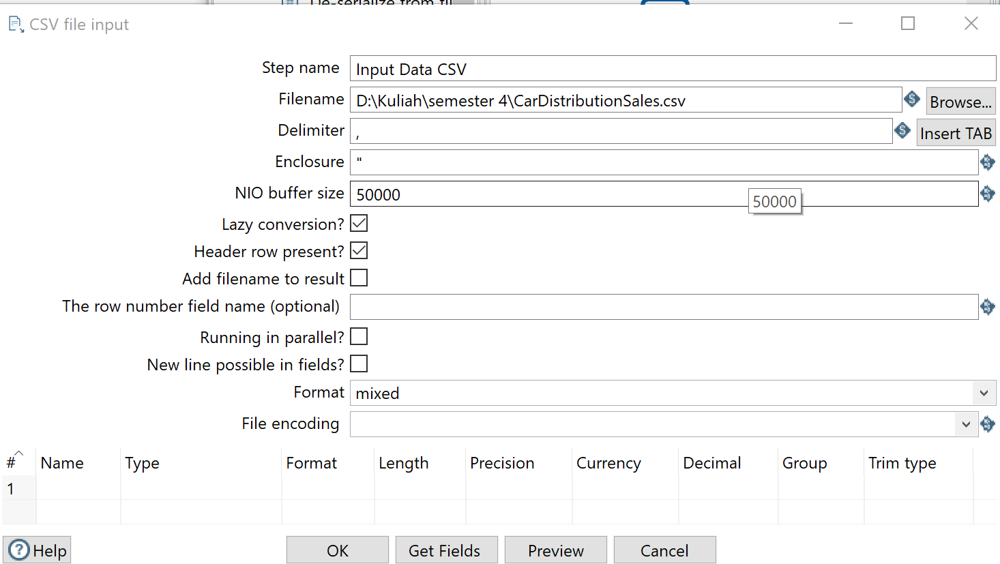 De-serialize from fil
CSV file input
Step name Input Data CSV
Filename D:\Kuliah\semester 4\CarDistributionSales.csv Browse...
Delimiter , Insert TAB
Enclosure "
NIO buffer size 50000 50000
Lazy conversion?
Header row present?
Add filename to result
The row number field name (optional)
Running in parallel?
New line possible in fields?
Format mixed
File encoding
# Name Type Format Length Precision Currency Decimal Group Trim type
1
Help OK Get Fields Preview Cancel